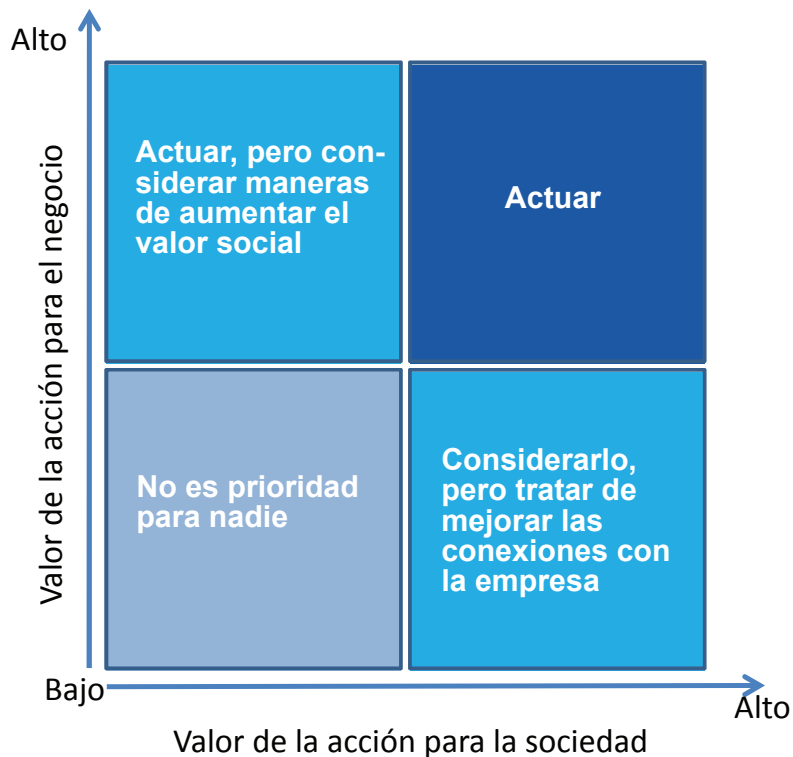 Alto
Valor de la acción para el negocio
Actuar, pero con-
siderar maneras
de aumentar el
valor social
Actuar
No es prioridad
para nadie
Considerarlo,
pero tratar de
mejorar las
conexiones con
la empresa
Bajo
Alto
Valor de la acción para la sociedad